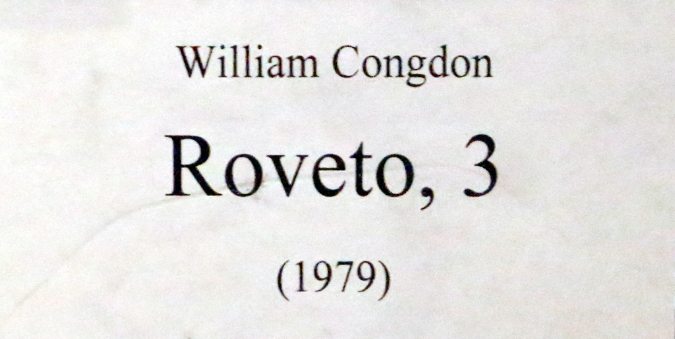 William Congdon
Roveto, 3
(1979)